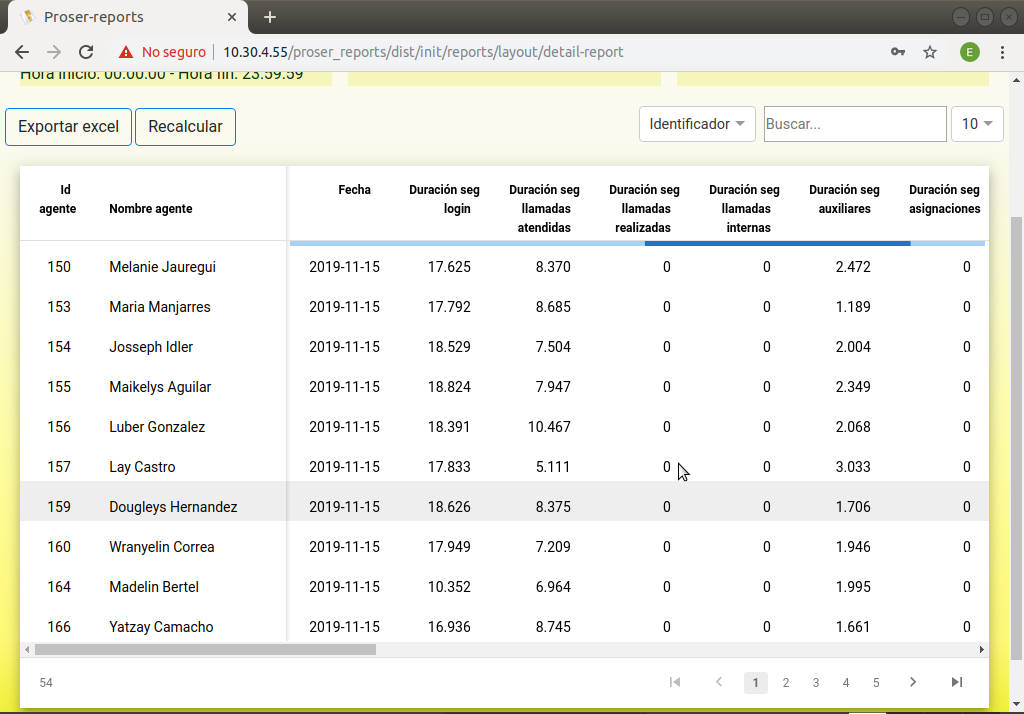 Proser-reports
No seguro 10.30.4.55/proser_reports/dist/init/reports/layout/detail-report E
Hora inicio: 00:00:00 - Hora fin: 23:59:59
Exportar excel Recalcular Identificador Buscar... 10
Id Fecha Duración seg Duración seg Duración seg Duración seg Duración seg Duración seg
agente Nombre agente login llamadas llamadas llamadas auxiliares asignaciones
atendidas realizadas internas
150 Melanie Jauregui 2019-11-15 17.625 8.370 0 0 2.472 0
153 Maria Manjarres 2019-11-15 17.792 8.685 0 0 1.189 0
154 Josseph Idler 2019-11-15 18.529 7.504 0 0 2.004 0
155 Maikelys Aguilar 2019-11-15 18.824 7.947 0 0 2.349 0
156 Luber Gonzalez 2019-11-15 18.391 10.467 0 0 2.068 0
157 Lay Castro 2019-11-15 17.833 5.111 0 0 3.033 0
159 Dougleys Hernandez 2019-11-15 18.626 8.375 0 0 1.706 0
160 Wranyelin Correa 2019-11-15 17.949 7.209 0 0 1.946 0
164 Madelin Bertel 2019-11-15 10.352 6.964 0 0 1.995 0
166 Yatzay Camacho 2019-11-15 16.936 8.745 0 0 1.661 0
54 1 2 3 4 5